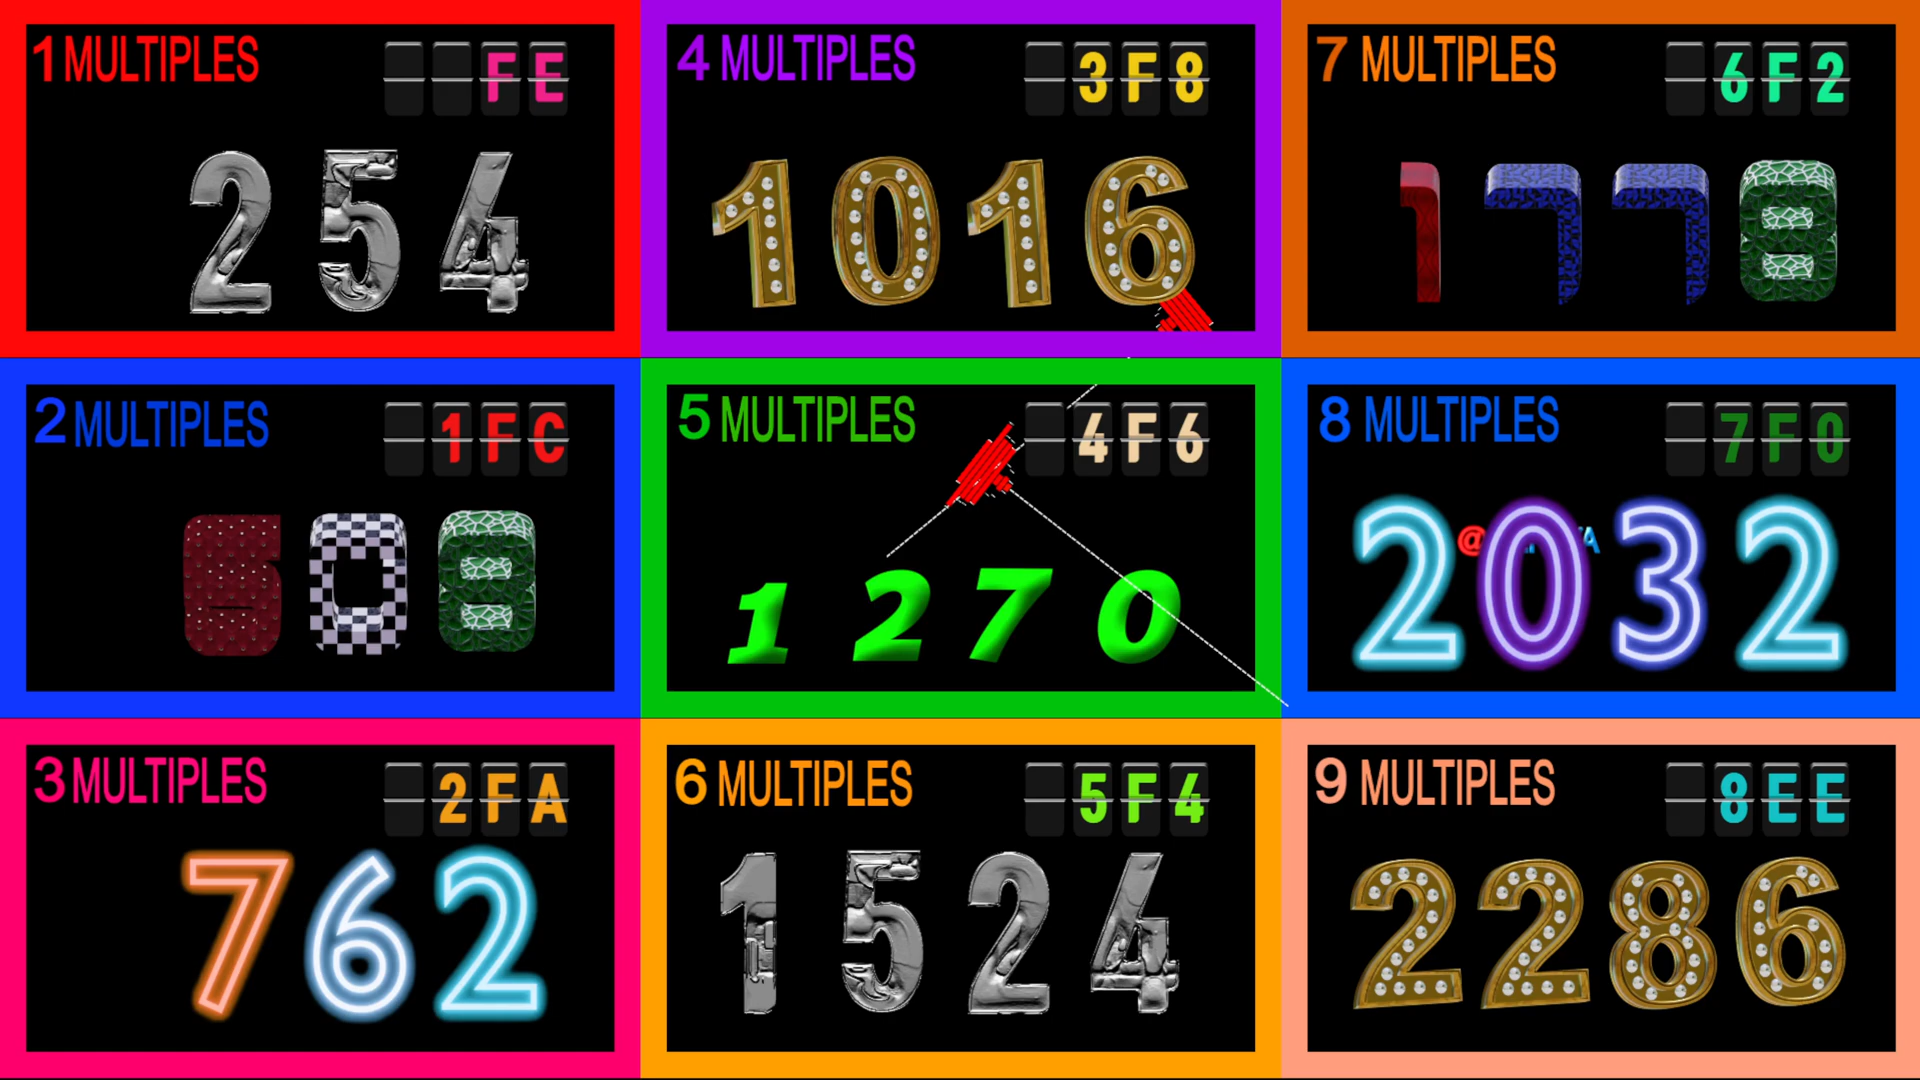 1 MULTIPLES
FE
254
2 MULTIPLES
1FC
508
3 MULTIPLES
2FA
762
4 MULTIPLES
3F8
1016
5 MULTIPLES
4F6
1270
6 MULTIPLES
5F4
1524
7 MULTIPLES
6F2
1778
8 MULTIPLES
7F0
2032
9 MULTIPLES
8EE
2286